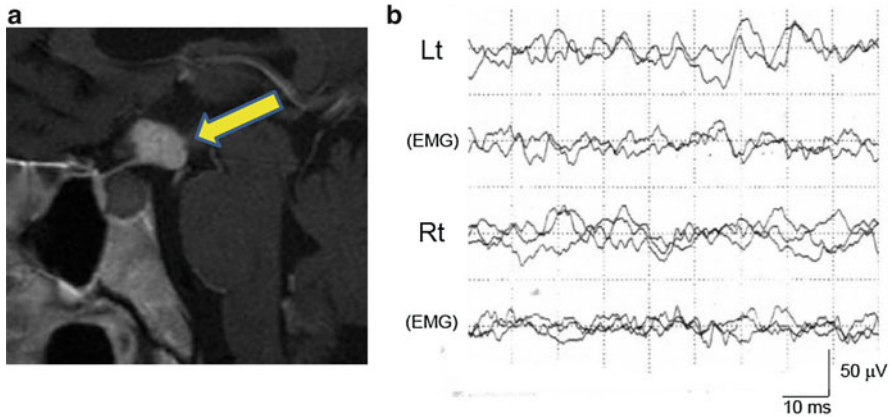 a
b
Lt
(EMG)
Rt
(EMG)
50 μV
10 ms